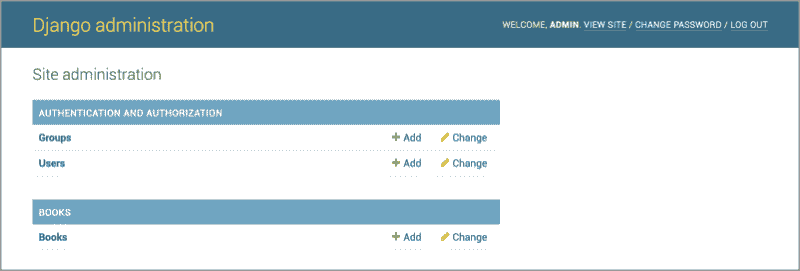 Django administration
WELCOME, ADMIN. VIEW SITE / CHANGE PASSWORD / LOG OUT
Site administration
AUTHENTICATION AND AUTHORIZATION
Groups Add Change
Users Add Change
BOOKS
Books Add Change